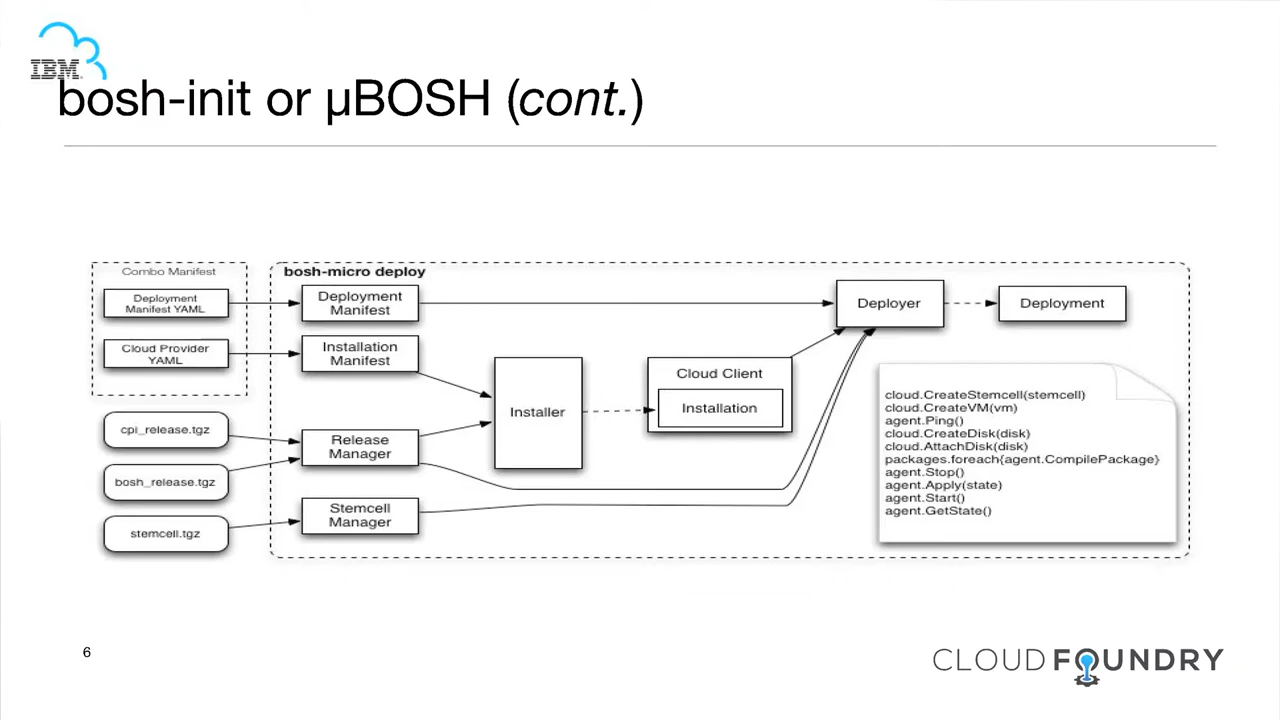 IBM
bosh-init or µBOSH (cont.)
Combo Manifest
Deployment
Manifest YAML
Cloud Provider
YAML
cpi_release.tgz
bosh_release.tgz
stemcell.tgz
bosh-micro deploy
Deployment
Manifest
Installation
Manifest
Release
Manager
Stemcell
Manager
Installer
Cloud Client
Installation
Deployer
Deployment
cloud.CreateStemcell(stemcell)
cloud.CreateVM(vm)
agent.Ping()
cloud.CreateDisk(disk)
cloud.AttachDisk(disk)
packages.foreach{agent.CompilePackage}
agent.Stop()
agent.Apply(state)
agent.Start()
agent.GetState()
6
CLOUD FOUNDRY